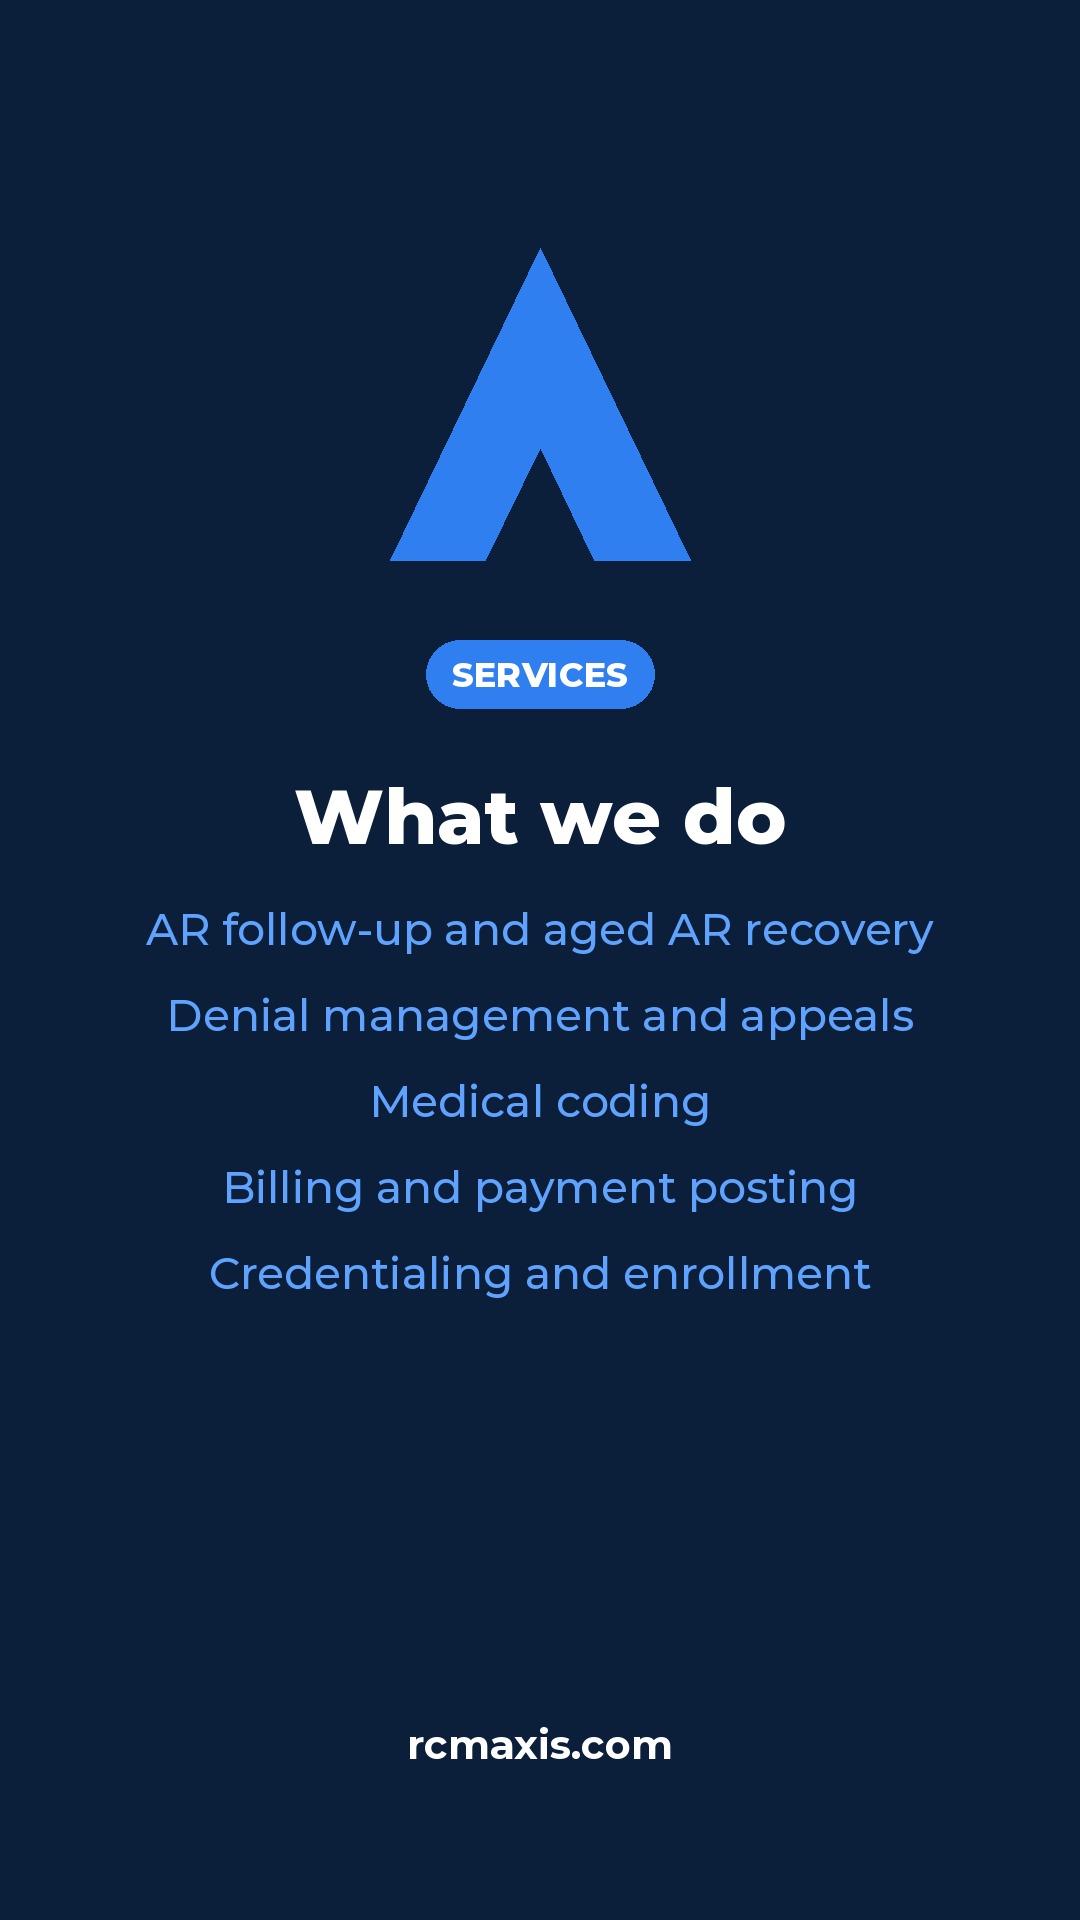 SERVICES
What we do
AR follow-up and aged AR recovery
Denial management and appeals
Medical coding
Billing and payment posting
Credentialing and enrollment
rcmaxis.com